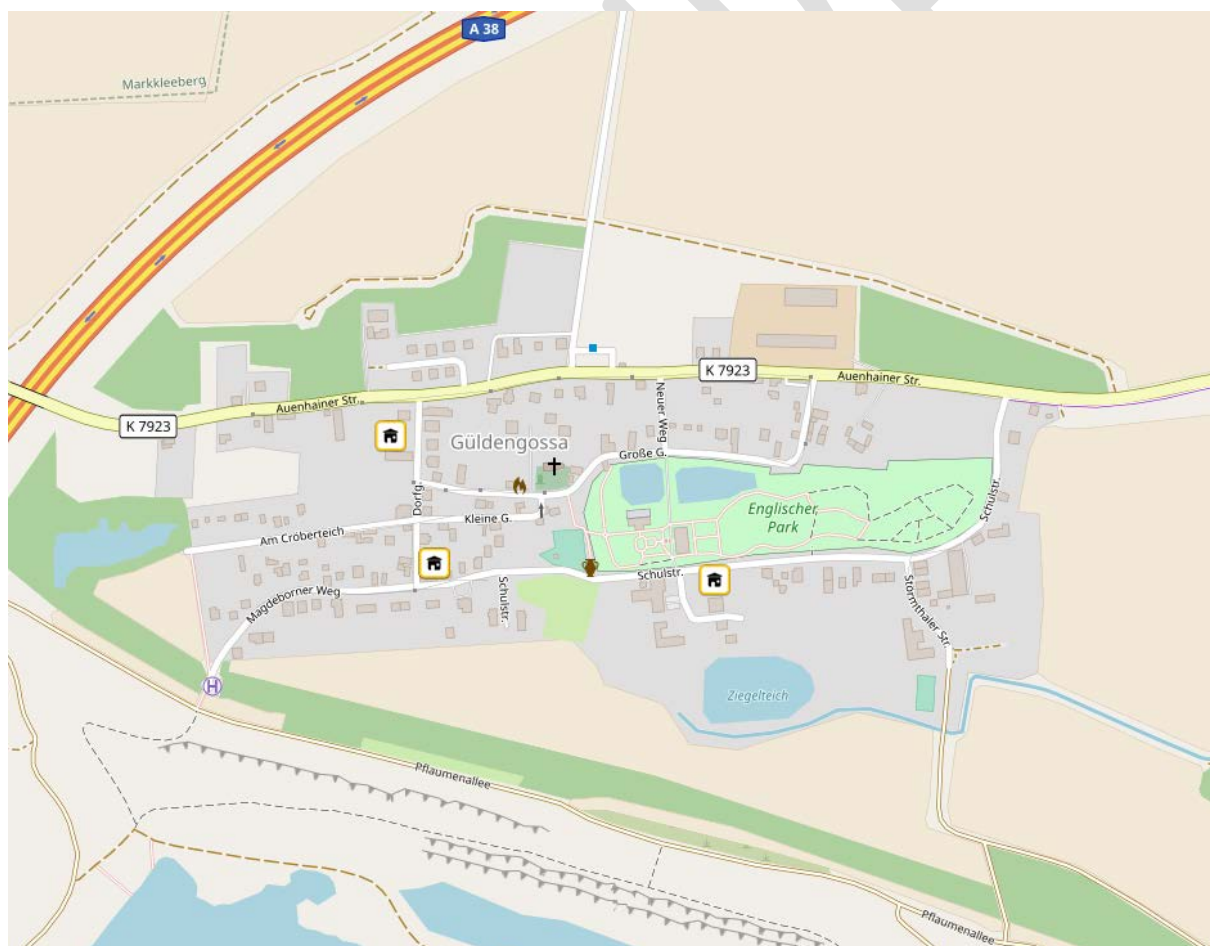 A 38
Markkleeberg
K 7923
Auenhainer Str.
Auenhainer Str.
K 7923
Neuer Weg
Güldengossa
Große G.
Dorfg.
Kleine G.
Englischer
Park
Schulstr.
Am Cröberteich
Schulstr.
Magdeborner Weg
Schulstr.
Störmthaler Str.
H
Ziegelteich
Pflaumenallee
Pflaumenallee